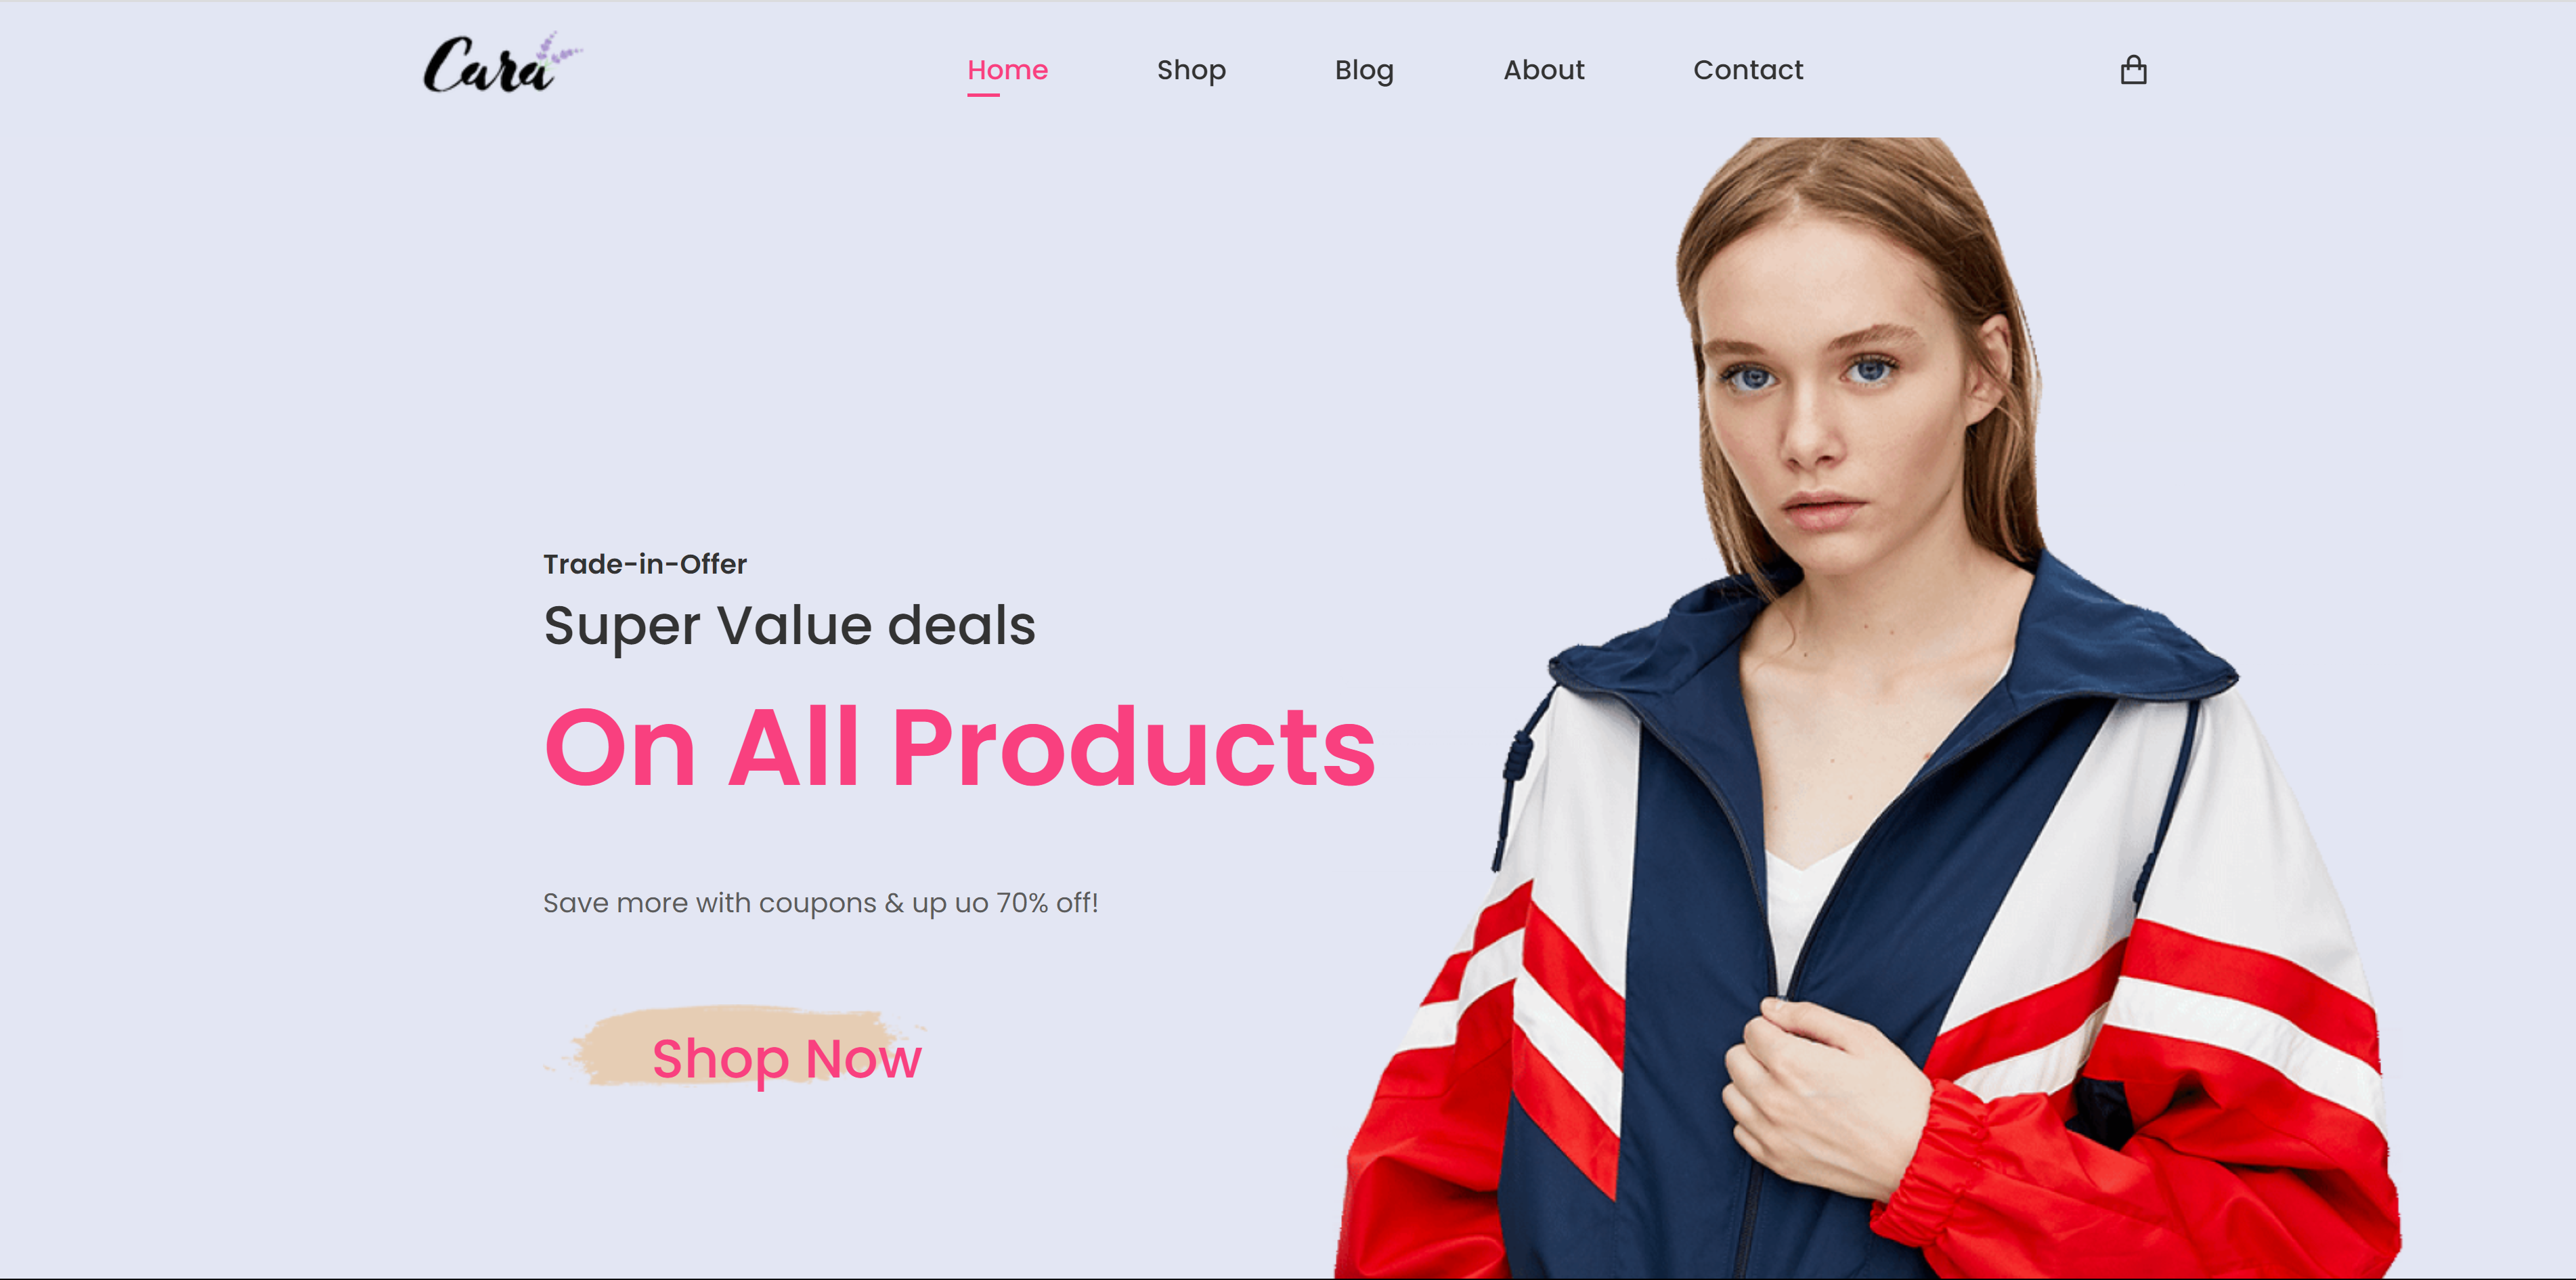 Cara
Home Shop Blog About Contact
Trade-in-Offer
Super Value deals
On All Products
Save more with coupons & up uo 70% off!
Shop Now